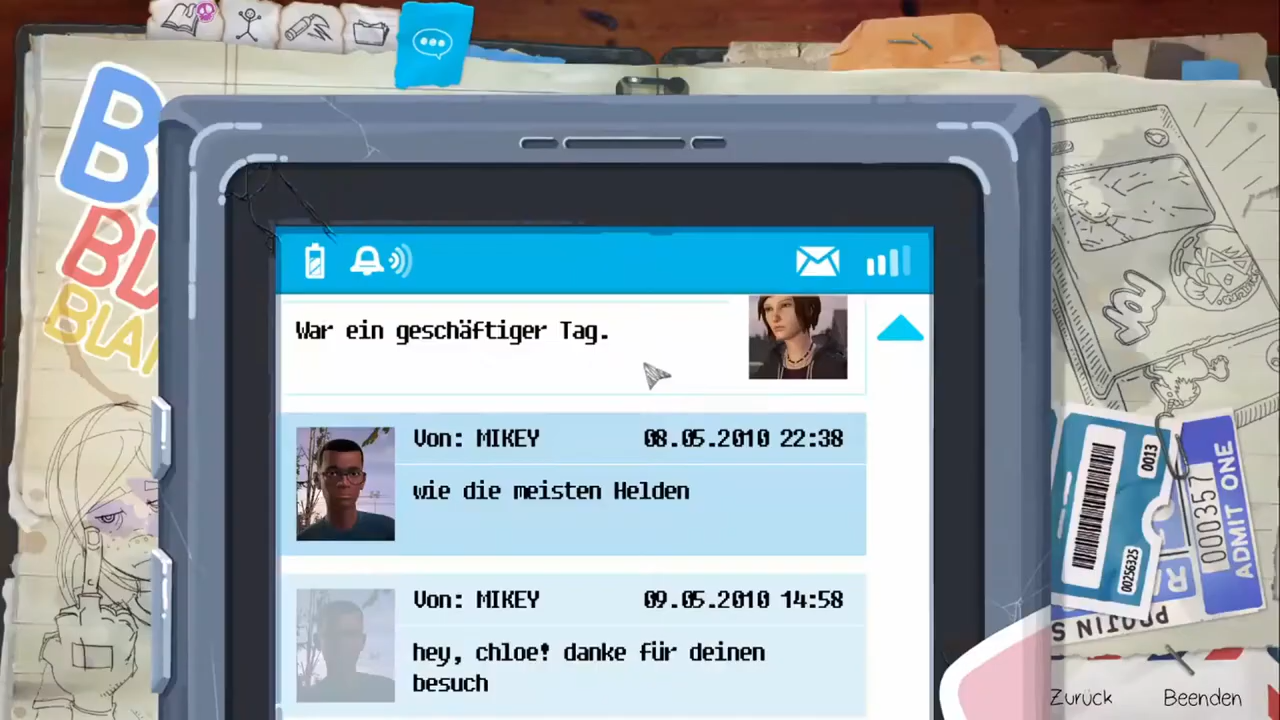 War ein geschäftiger Tag.
Von: MIKEY 08.05.2010 22:38
wie die meisten Helden
Von: MIKEY 09.05.2010 14:58
hey, chloe! danke für deinen
besuch
0013
00256325
000357
ADMIT ONE
Zurück Beenden